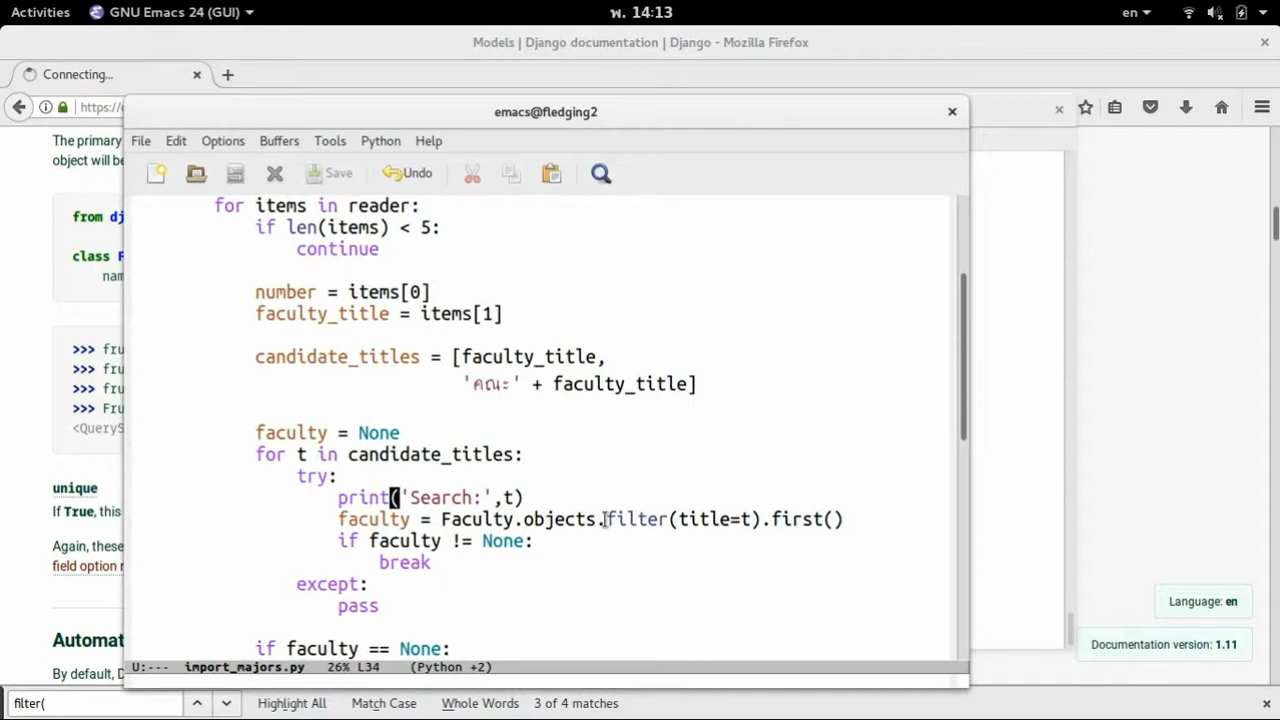 Activities GNU Emacs 24 (GUI) พ. 14:13 en
Models | Django documentation | Django - Mozilla Firefox
Connecting...
https://
emacs@fledging2
The primary
object will be
File Edit Options Buffers Tools Python Help
Save Undo
from dj
class F
nam
>>> fru
>>> fru
>>> fru
>>> Fru
<QueryS
unique
If True, this
Again, these
field option r
Automa
By default, D
for items in reader:
if len(items) < 5:
continue
number = items[0]
faculty_title = items[1]
candidate_titles = [faculty_title,
'คณะ' + faculty_title]
faculty = None
for t in candidate_titles:
try:
print('Search:',t)
faculty = Faculty.objects.filter(title=t).first()
if faculty != None:
break
except:
pass
if faculty == None:
U:--- import_majors.py 26% L34 (Python +2)
Language: en
Documentation version: 1.11
filter( Highlight All Match Case Whole Words 3 of 4 matches